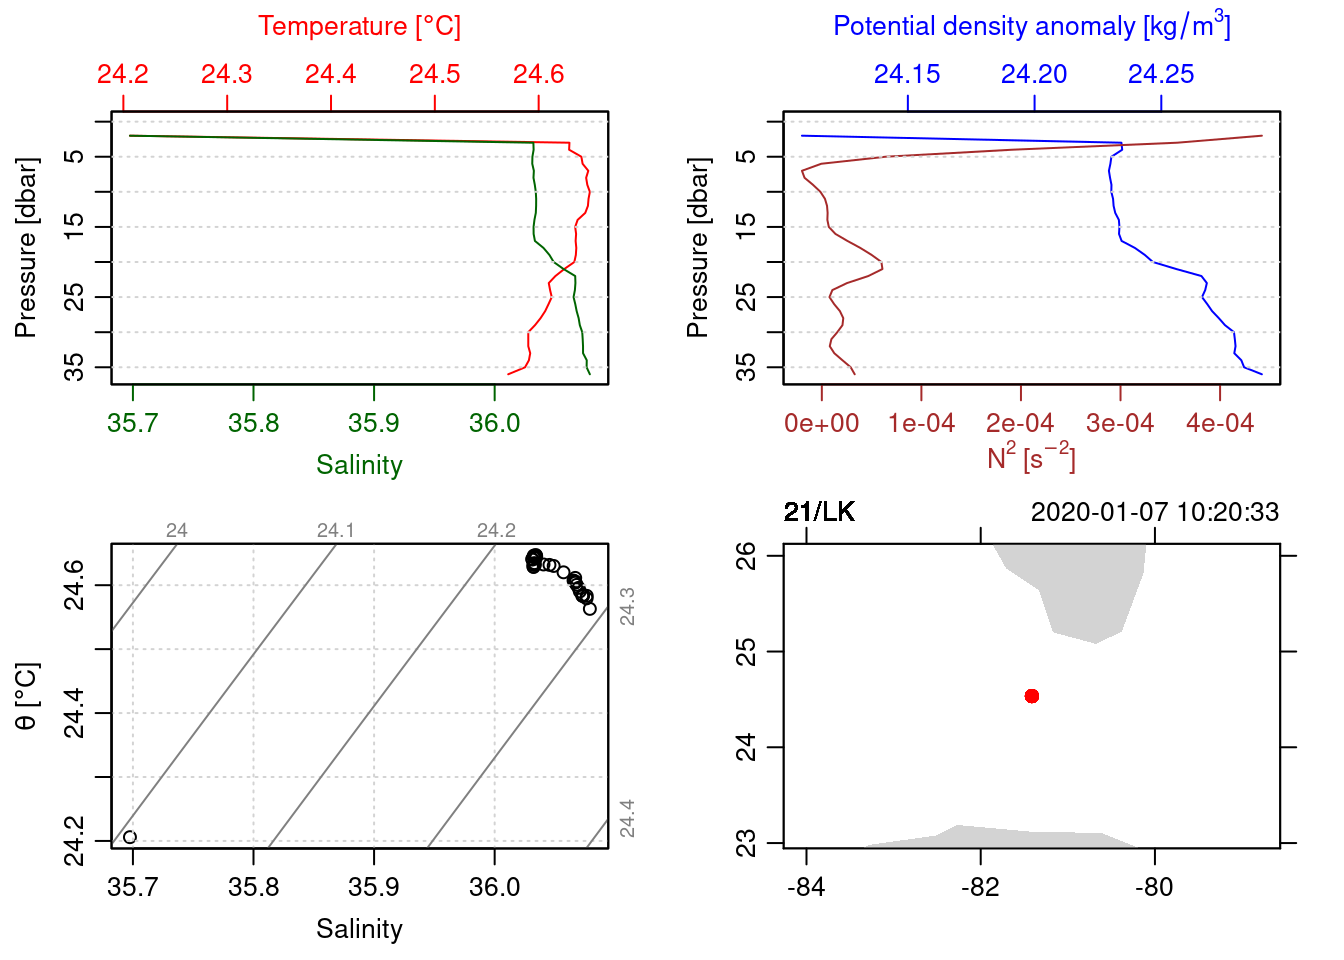 Temperature [°C]
24.2 24.3 24.4 24.5 24.6
Pressure [dbar]
5
15
25
35
35.7 35.8 35.9 36.0
Salinity
Potential density anomaly [kg/m³]
24.15 24.20 24.25
Pressure [dbar]
5
15
25
35
0e+00 1e-04 2e-04 3e-04 4e-04
N² [s⁻²]
24 24.1 24.2
24.3
24.4
θ [°C]
24.6
24.4
24.2
35.7 35.8 35.9 36.0
Salinity
21/LK 2020-01-07 10:20:33
26
25
24
23
-84 -82 -80